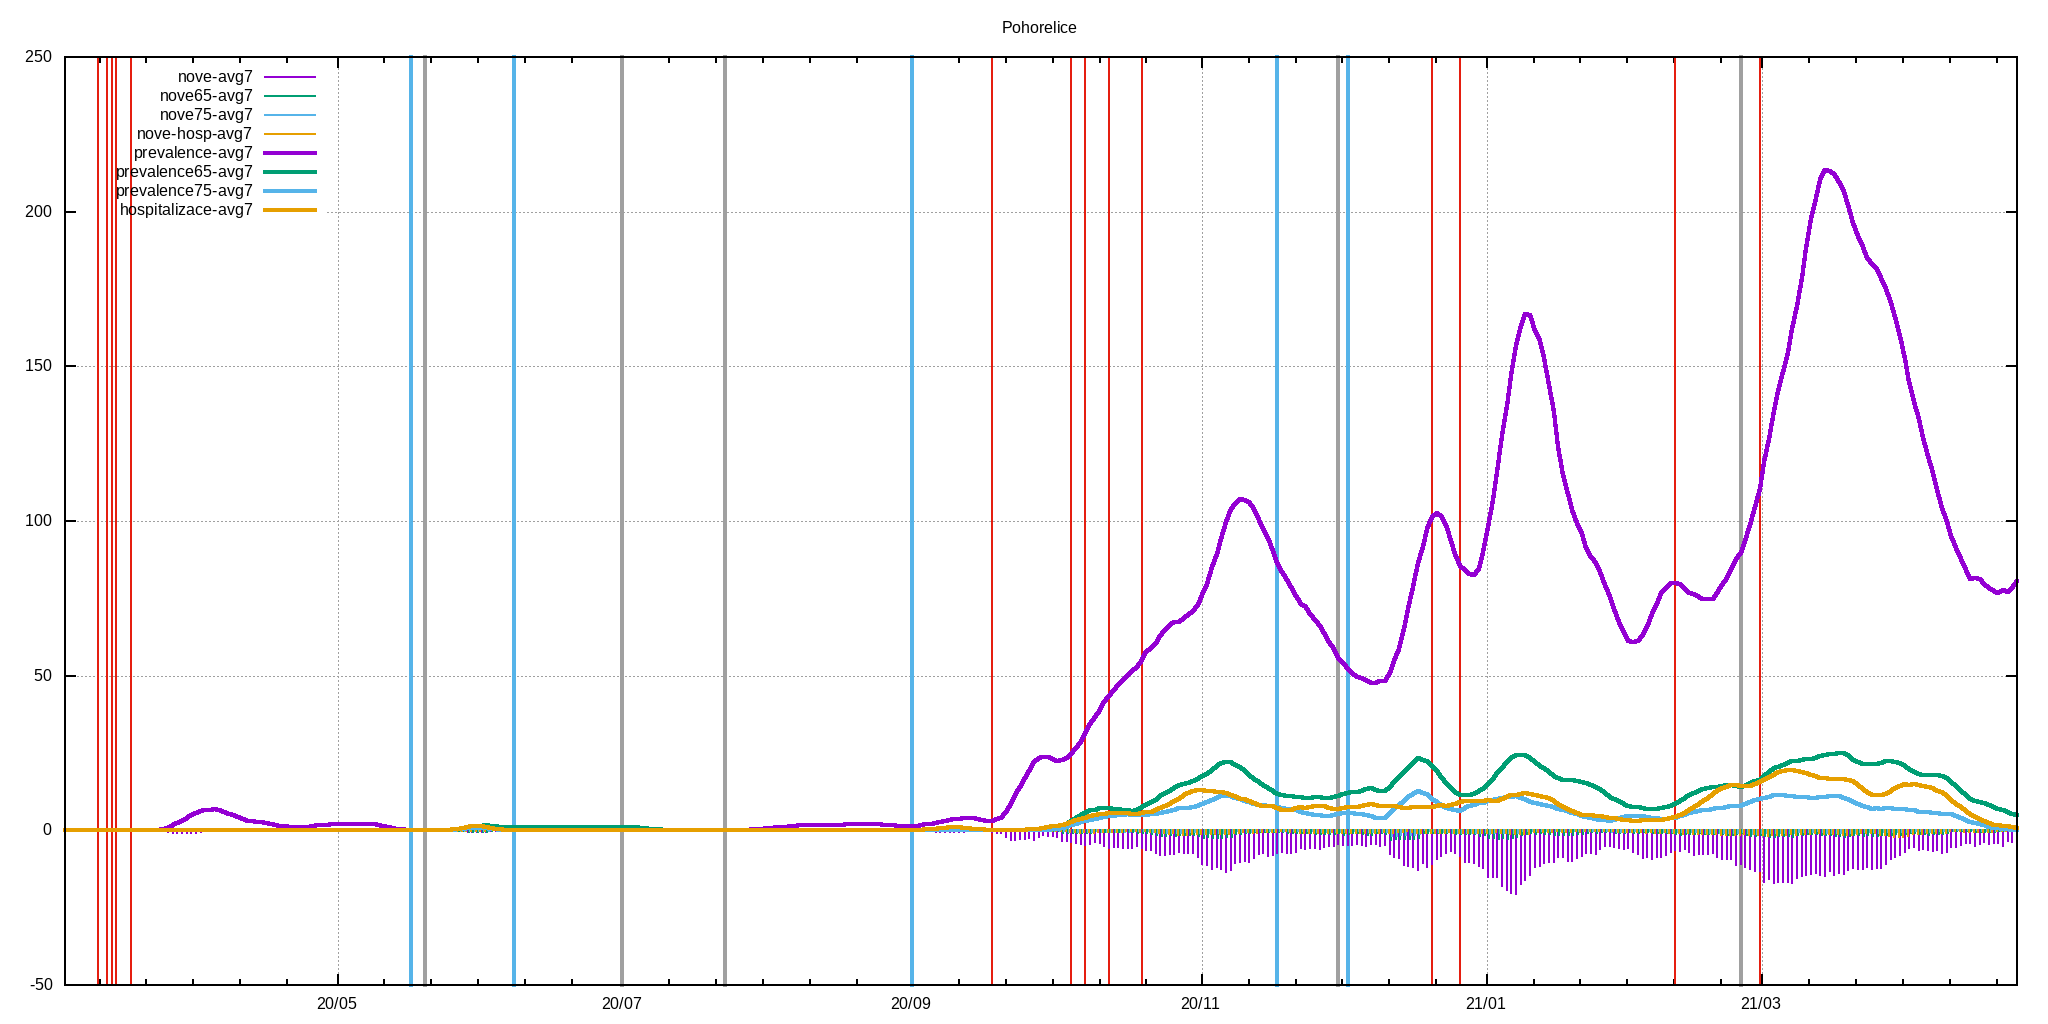 Pohorelice
250
200
150
100
50
0
-50
nove-avg7
nove65-avg7
nove75-avg7
nove-hosp-avg7
prevalence-avg7
prevalence65-avg7
prevalence75-avg7
hospitalizace-avg7
20/05 20/07 20/09 20/11 21/01 21/03